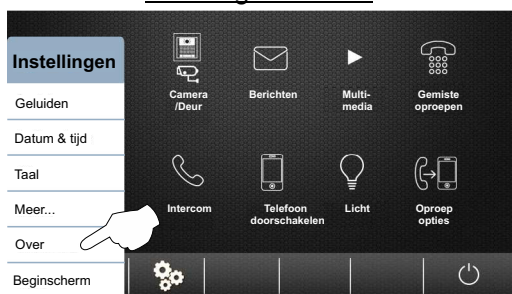 Instellingen
Geluiden
Datum & tijd
Taal
Meer...
Over
Beginscherm
Camera
/Deur
Berichten
Multi-
media
Gemiste
oproepen
Intercom
Telefoon
doorschakelen
Licht
Oproep
opties